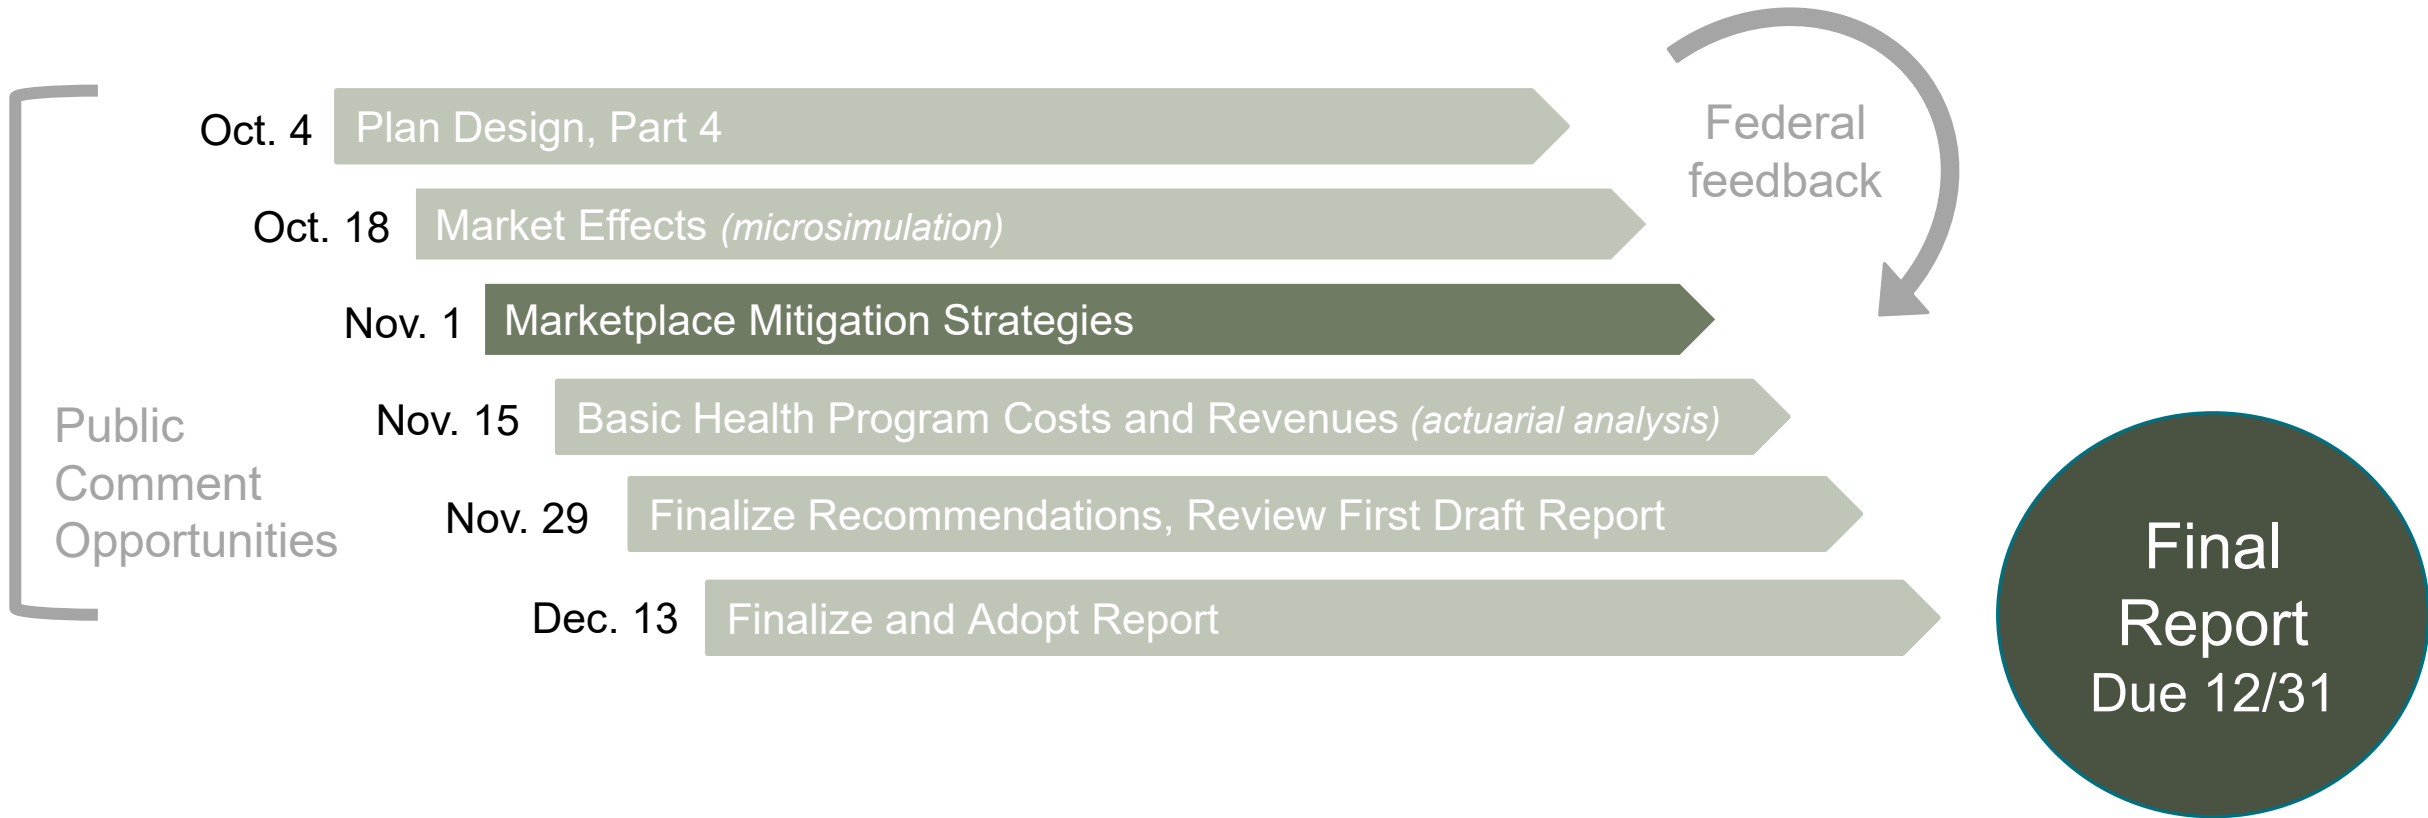 Oct. 4
Plan Design, Part 4
Federal
feedback
Oct. 18
Market Effects (microsimulation)
Nov. 1
Marketplace Mitigation Strategies
Public
Comment
Opportunities
Nov. 15
Basic Health Program Costs and Revenues (actuarial analysis)
Nov. 29
Finalize Recommendations, Review First Draft Report
Dec. 13
Finalize and Adopt Report
Final
Report
Due 12/31